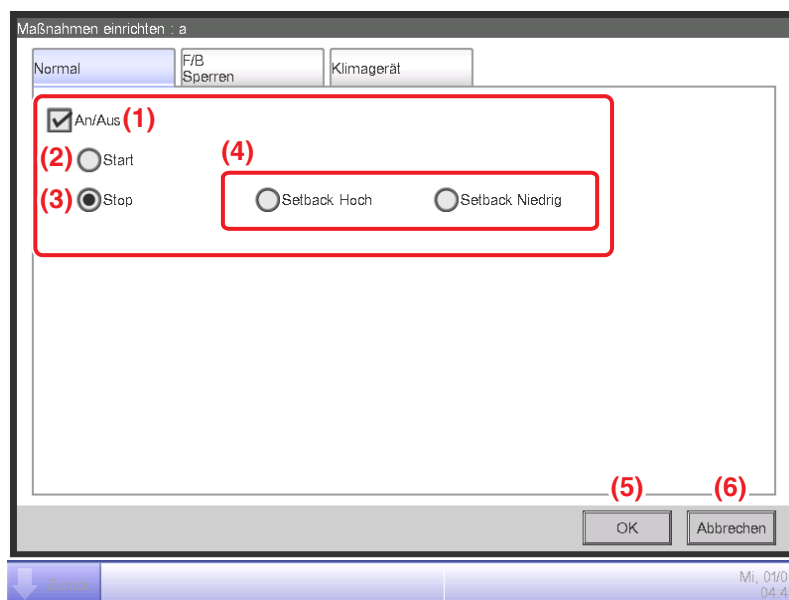 Maßnahmen einrichten : a
Normal
F/B
Sperren
Klimagerät
An/Aus (1)
(2) Start
(4)
(3) Stop
Setback Hoch
Setback Niedrig
(5)
(6)
OK
Abbrechen
Mi, 01/0
04:4